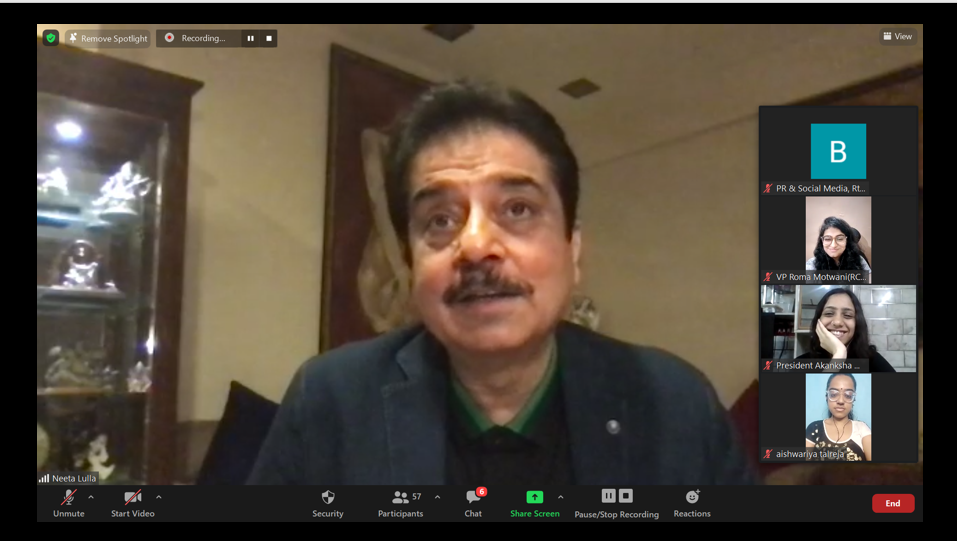 Remove Spotlight
Recording...
View
B
PR & Social Media, Rt...
VP Roma Motwani(RC...
President Akanksha ...
aishwariya talreja
Neeta Lulla
57
6
Unmute
Start Video
Security
Participants
Chat
Share Screen
Pause/Stop Recording
Reactions
End